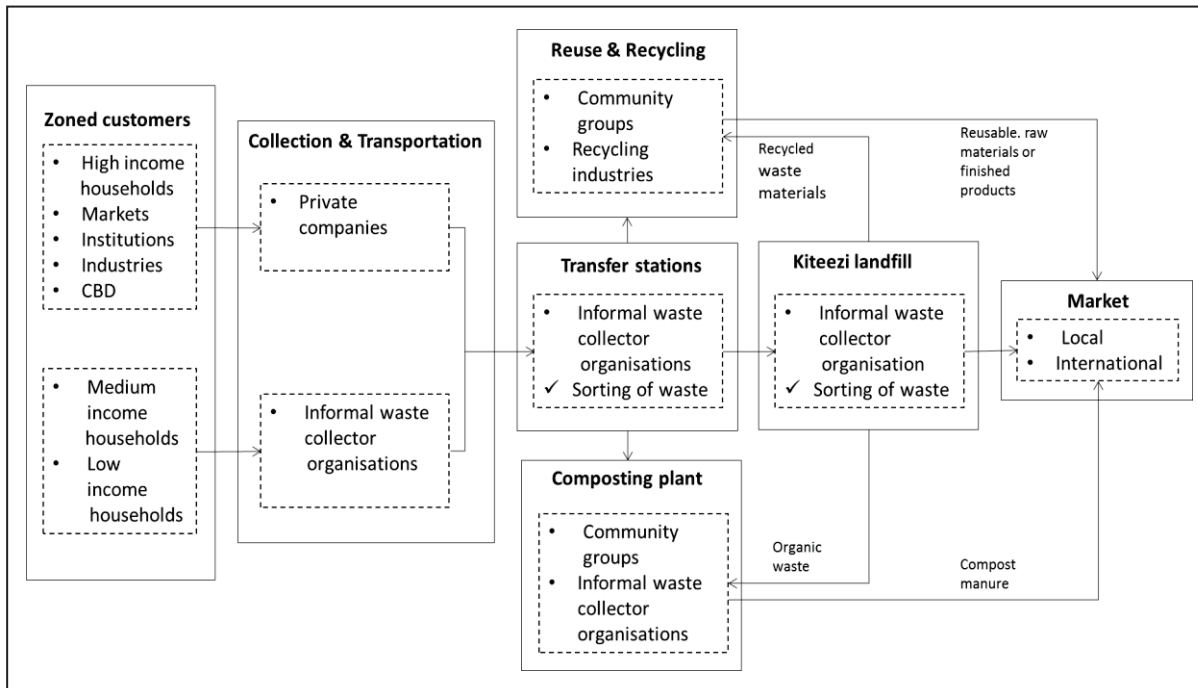 Zoned customers
• High income
households
• Markets
• Institutions
• Industries
• CBD
• Medium
income
households
• Low
income
households
Collection & Transportation
• Private
companies
• Informal waste
collector
organisations
Reuse & Recycling
• Community
groups
• Recycling
industries
Transfer stations
• Informal waste
collector
organisations
✓ Sorting of waste
Composting plant
• Community
groups
• Informal waste
collector
organisations
Recycled
waste
materials
Kiteezi landfill
• Informal waste
collector
organisation
✓ Sorting of waste
Organic
waste
Reusable. raw
materials or
finished
products
Market
• Local
• International
Compost
manure